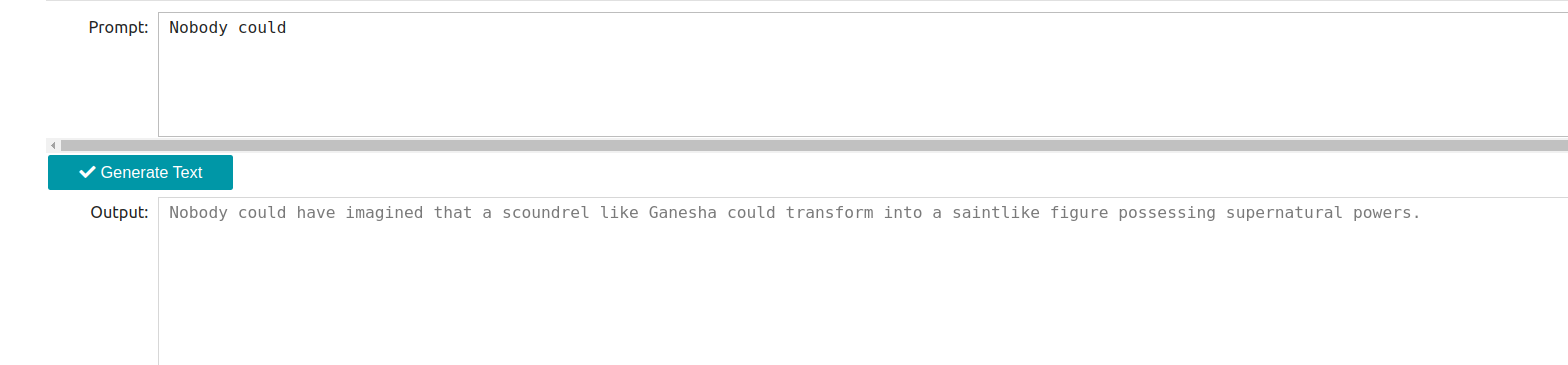 Prompt: Nobody could
Generate Text
Output: Nobody could have imagined that a scoundrel like Ganesha could transform into a saintlike figure possessing supernatural powers.